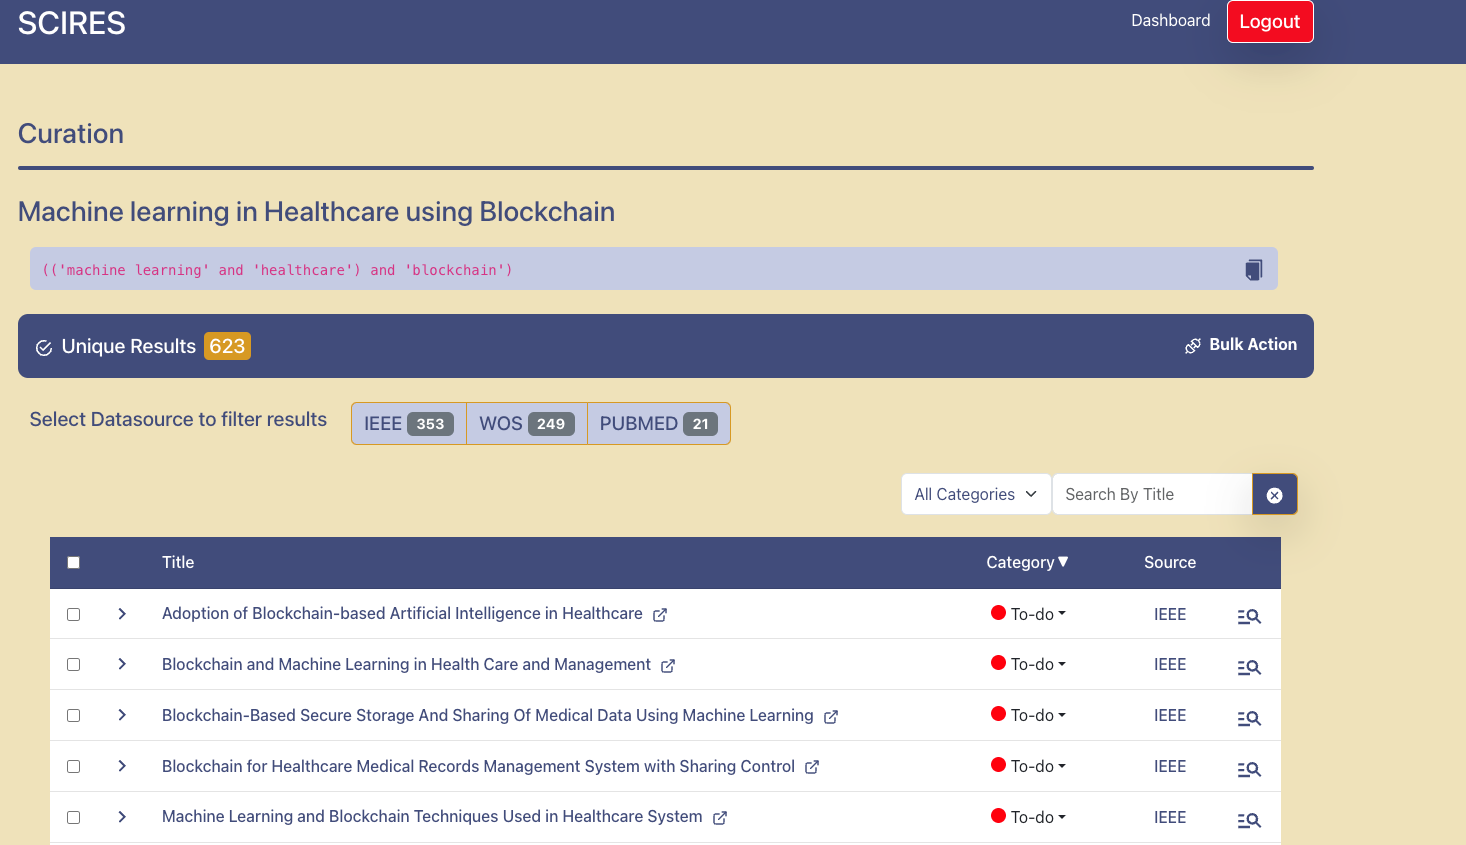 SCIRES
Dashboard
Logout
Curation
Machine learning in Healthcare using Blockchain
(('machine learning' and 'healthcare') and 'blockchain')
Unique Results 623
Bulk Action
Select Datasource to filter results
IEEE 353
WOS 249
PUBMED 21
All Categories
Search By Title
Title Category Source
Adoption of Blockchain-based Artificial Intelligence in Healthcare To-do IEEE
Blockchain and Machine Learning in Health Care and Management To-do IEEE
Blockchain-Based Secure Storage And Sharing Of Medical Data Using Machine Learning To-do IEEE
Blockchain for Healthcare Medical Records Management System with Sharing Control To-do IEEE
Machine Learning and Blockchain Techniques Used in Healthcare System To-do IEEE